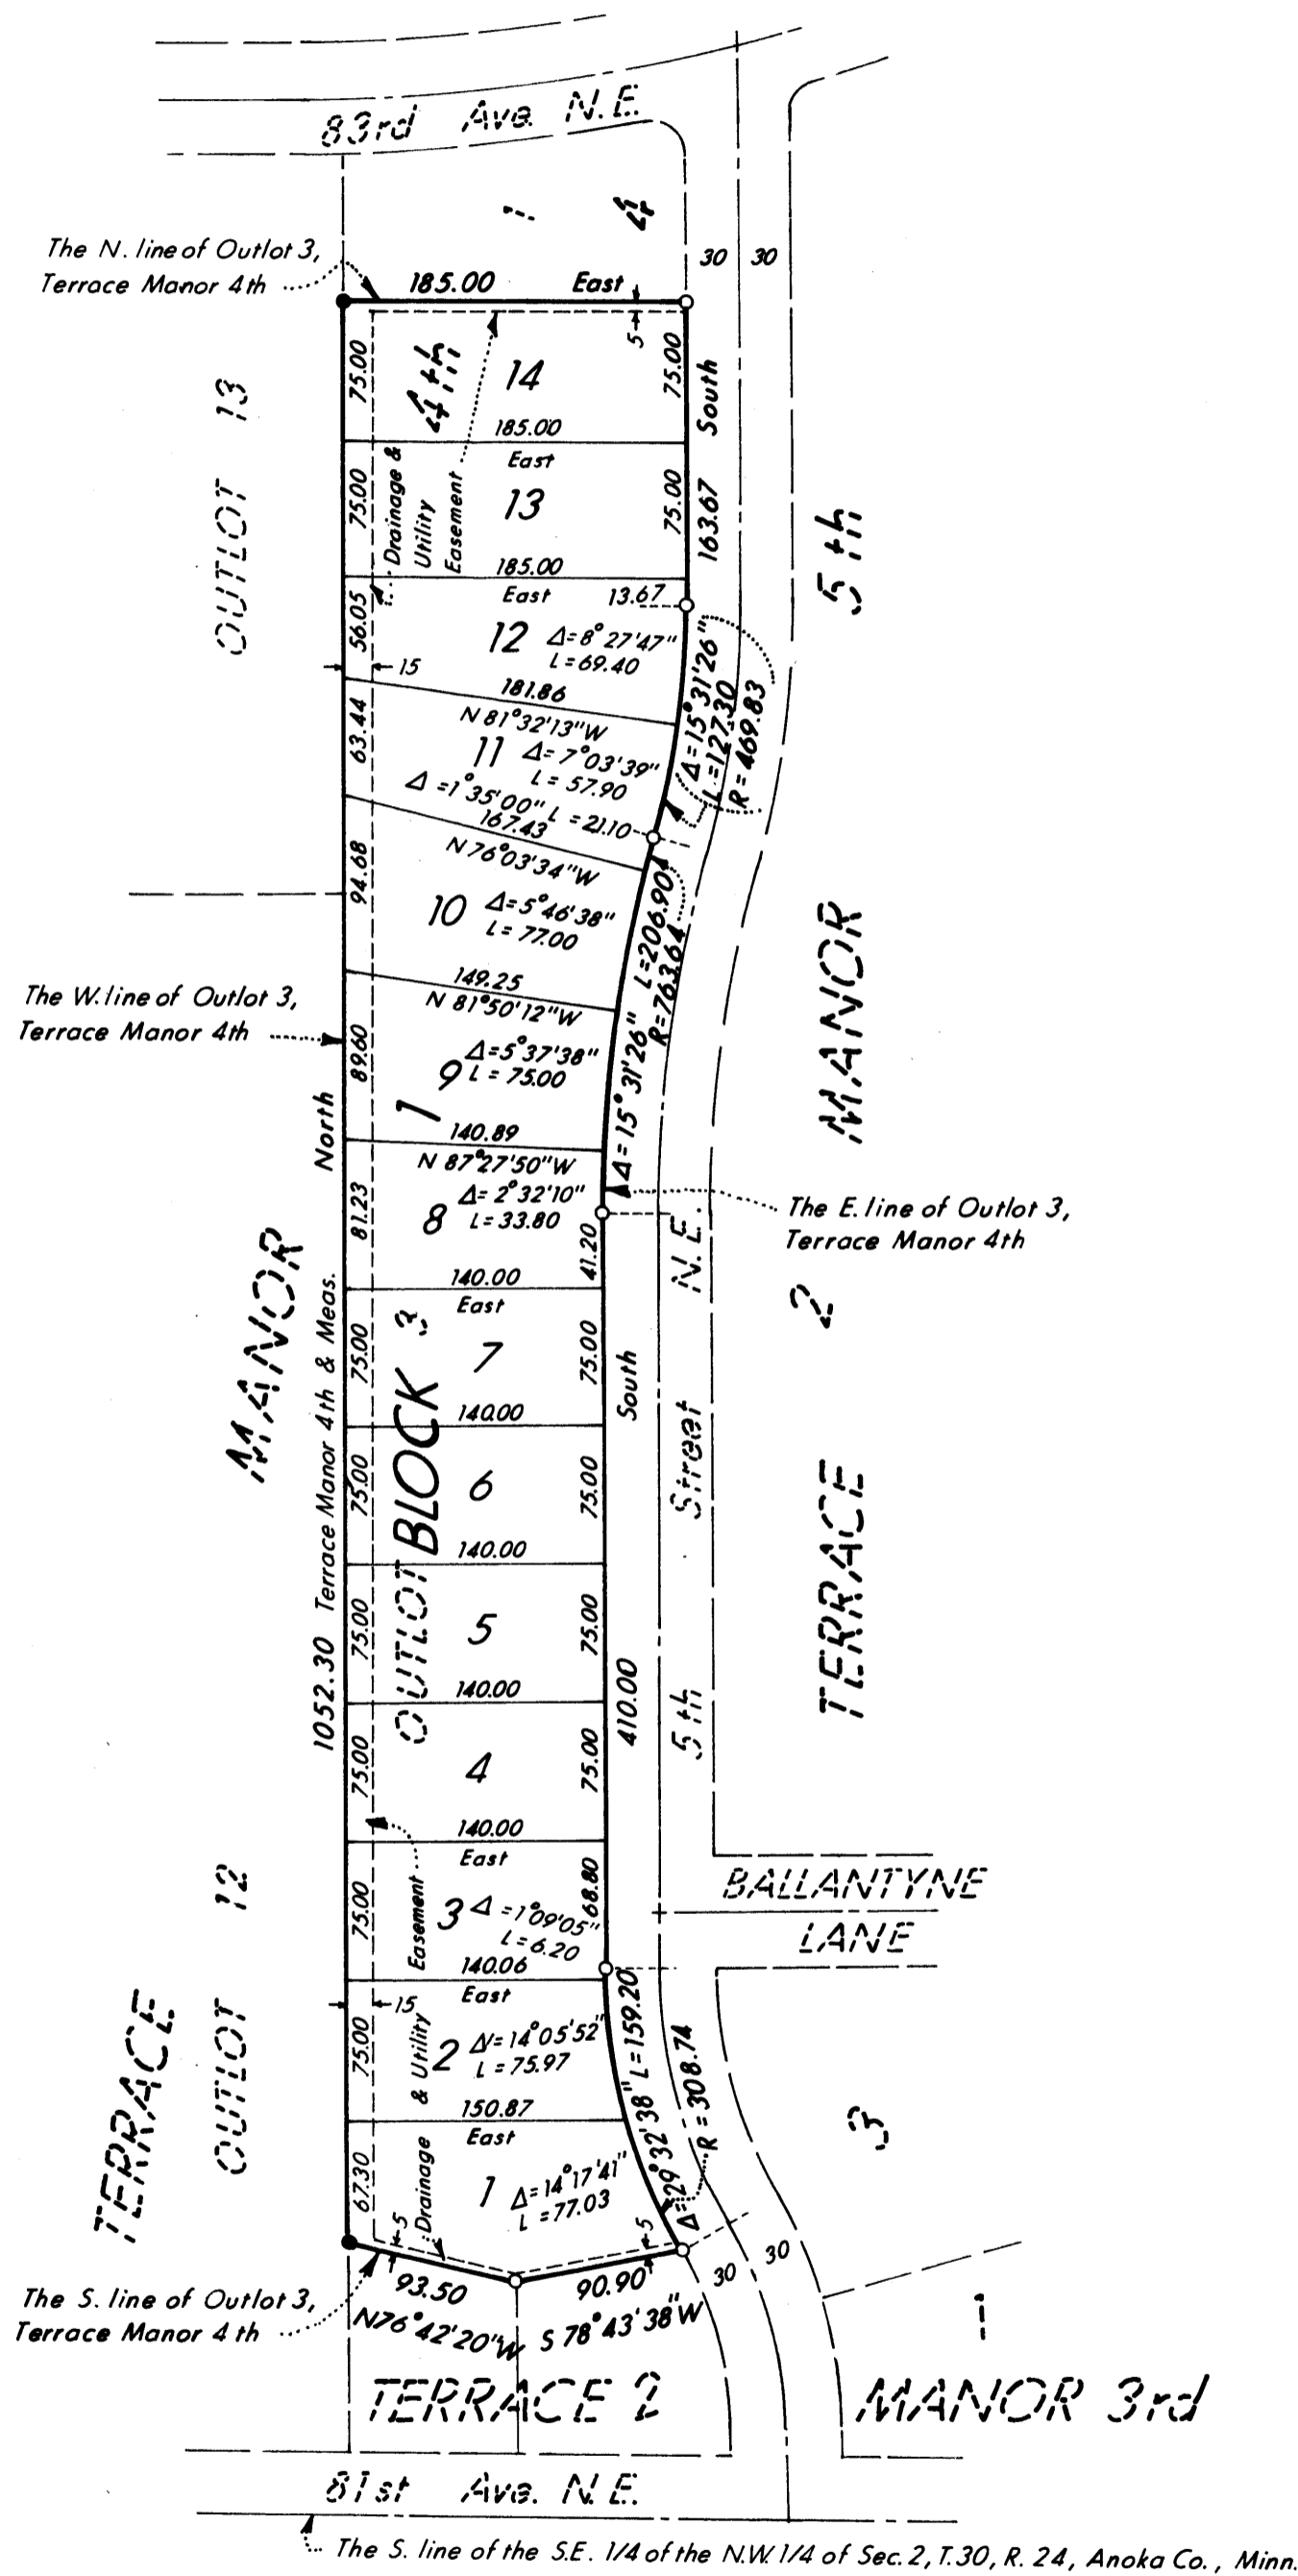 83rd Ave. N.E.
1 4
The N. line of Outlot 3,
Terrace Manor 4th
30 30
185.00 East
5
75.00
4th
14
75.00
South
185.00
OUTLOT 13
East
75.00
Drainage &
Utility
Easement
13
75.00
163.67
5th
185.00
East 13.67
56.05
12 Δ=8°27'47"
L=69.40
15
181.86
N 81°32'13"W
Δ=15°31'26"
L=127.30
R=469.83
63.44
11 Δ=7°03'39"
L=57.90
Δ=1°35'00" L=21.10
167.43
N 76°03'34"W
94.68
10 Δ=5°46'38"
L=77.00
Δ=15°31'26" L=206.90
R=763.64
MANOR
The W. line of Outlot 3,
Terrace Manor 4th
149.25
N 81°50'12"W
89.60
9 Δ=5°37'38"
L=75.00
1
North
140.89
N 87°27'50"W
81.23
8 Δ=2°32'10"
L=33.80
The E. line of Outlot 3,
Terrace Manor 4th
41.20
140.00
East
MANOR
1052.30 Terrace Manor 4th & Meas.
75.00
7
75.00
South
5th Street N.E.
2
140.00
75.00
OUTLOT 3
BLOCK
6
75.00
140.00
75.00
5
75.00
TERRACE
140.00
410.00
75.00
4
75.00
140.00
East
OUTLOT 12
75.00
Drainage & Utility Easement
3 Δ=1°09'05"
L=6.20
68.80
BALLANTYNE
LANE
140.06
East
15
TERRACE
75.00
2 Δ=14°05'52"
L=75.97
Δ=29°32'38" L=159.20
R=308.74
150.87
East
3
67.30
1 Δ=14°17'41"
L=77.03
5
5
30 30
The S. line of Outlot 3,
Terrace Manor 4th
93.50
N76°42'20"W
90.90
S 78°43'38"W
1
TERRACE 2 MANOR 3rd
81st Ave. N.E.
The S. line of the S.E. 1/4 of the N.W. 1/4 of Sec. 2, T. 30, R. 24, Anoka Co., Minn.